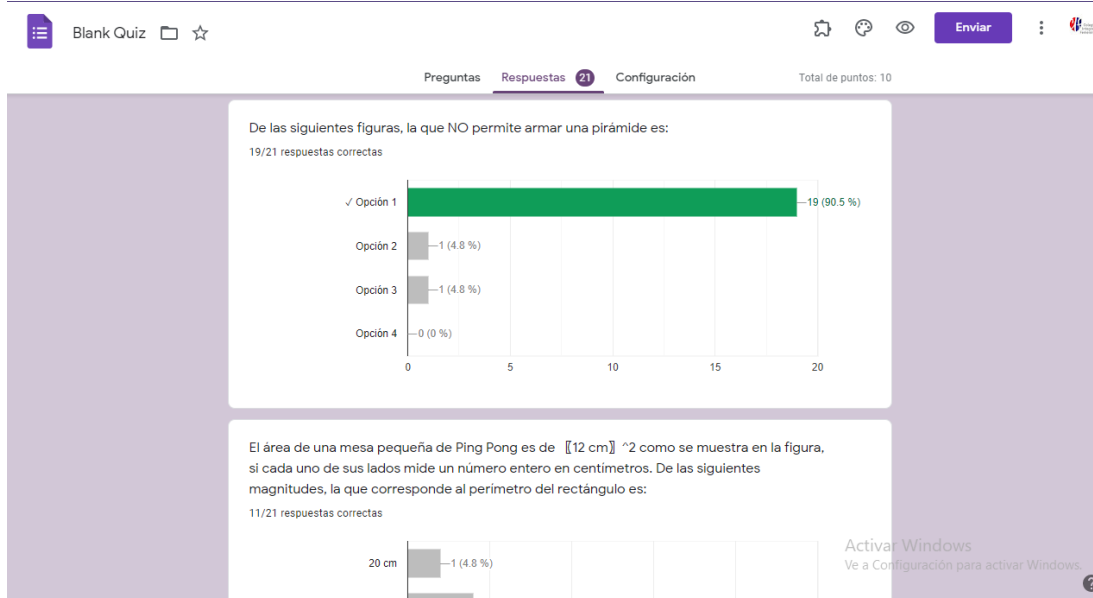 Blank Quiz
Enviar
Preguntas Respuestas 21 Configuración Total de puntos: 10
De las siguientes figuras, la que NO permite armar una pirámide es:
19/21 respuestas correctas
✓ Opción 1 19 (90.5 %)
Opción 2 1 (4.8 %)
Opción 3 1 (4.8 %)
Opción 4 0 (0 %)
0 5 10 15 20
El área de una mesa pequeña de Ping Pong es de 〖12 cm〗 ^2 como se muestra en la figura,
si cada uno de sus lados mide un número entero en centímetros. De las siguientes
magnitudes, la que corresponde al perímetro del rectángulo es:
11/21 respuestas correctas
20 cm 1 (4.8 %)
Activar Windows
Ve a Configuración para activar Windows.
?